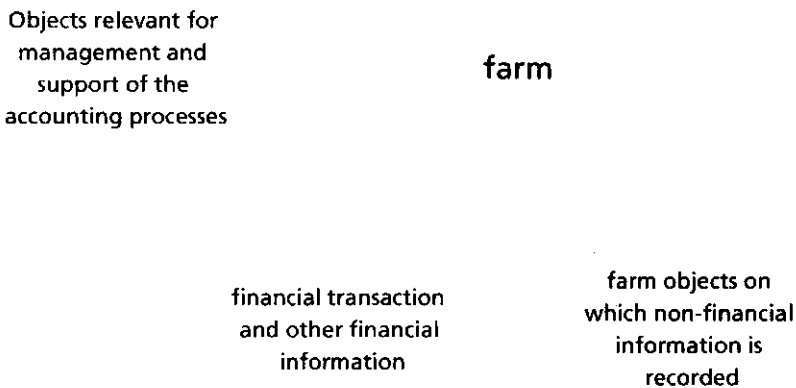 Objects relevant for
management and
support of the
accounting processes
farm
financial transaction
and other financial
information
farm objects on
which non-financial
information is
recorded